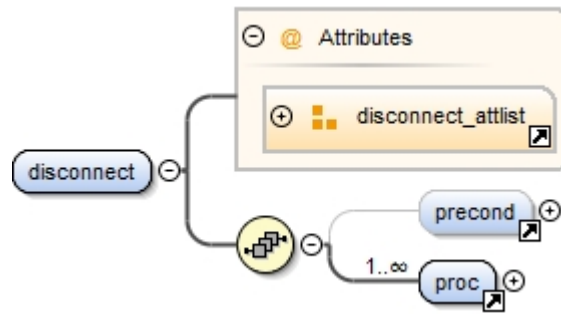 @ Attributes
disconnect_attlist
disconnect
precond
1..∞
proc